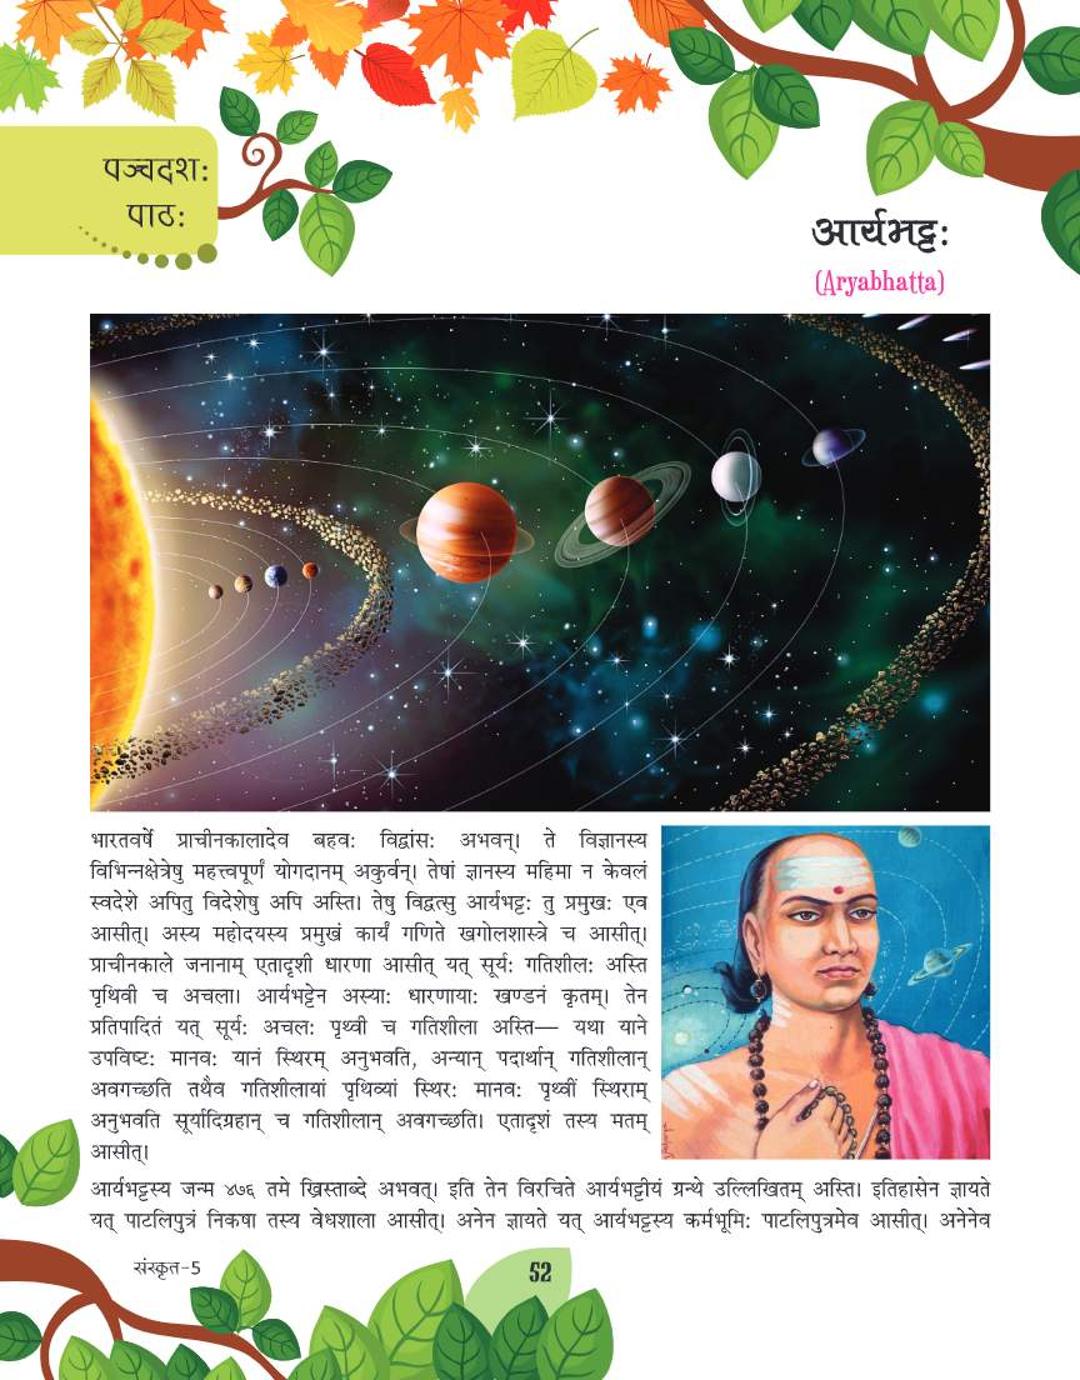 पञ्चदशः
पाठः
आर्यभट्टः
(Aryabhatta)
भारतवर्षे प्राचीनकालादेव बहवः विद्वांसः अभवन्। ते विज्ञानस्य
विभिन्नक्षेत्रेषु महत्त्वपूर्णं योगदानम् अकुर्वन्। तेषां ज्ञानस्य महिमा न केवलं
स्वदेशे अपितु विदेशेषु अपि अस्ति। तेषु विद्वत्सु आर्यभट्टः तु प्रमुखः एव
आसीत्। अस्य महोदयस्य प्रमुखं कार्यं गणिते खगोलशास्त्रे च आसीत्।
प्राचीनकाले जनानाम् एतादृशी धारणा आसीत् यत् सूर्यः गतिशीलः अस्ति
पृथिवी च अचला। आर्यभट्टेन अस्याः धारणायाः खण्डनं कृतम्। तेन
प्रतिपादितं यत् सूर्यः अचलः पृथ्वी च गतिशीला अस्ति— यथा याने
उपविष्टः मानवः यानं स्थिरम् अनुभवति, अन्यान् पदार्थान् गतिशीलान्
अवगच्छति तथैव गतिशीलायां पृथिव्यां स्थिरः मानवः पृथ्वीं स्थिराम्
अनुभवति सूर्यादिग्रहान् च गतिशीलान् अवगच्छति। एतादृशं तस्य मतम्
आसीत्।
आर्यभट्टस्य जन्म ४७६ तमे ख्रिस्ताब्दे अभवत्। इति तेन विरचिते आर्यभट्टीयं ग्रन्थे उल्लिखितम् अस्ति। इतिहासेन ज्ञायते
यत् पाटलिपुत्रं निकषा तस्य वेधशाला आसीत्। अनेन ज्ञायते यत् आर्यभट्टस्य कर्मभूमिः पाटलिपुत्रमेव आसीत्। अनेनेव
संस्कृत-5
52